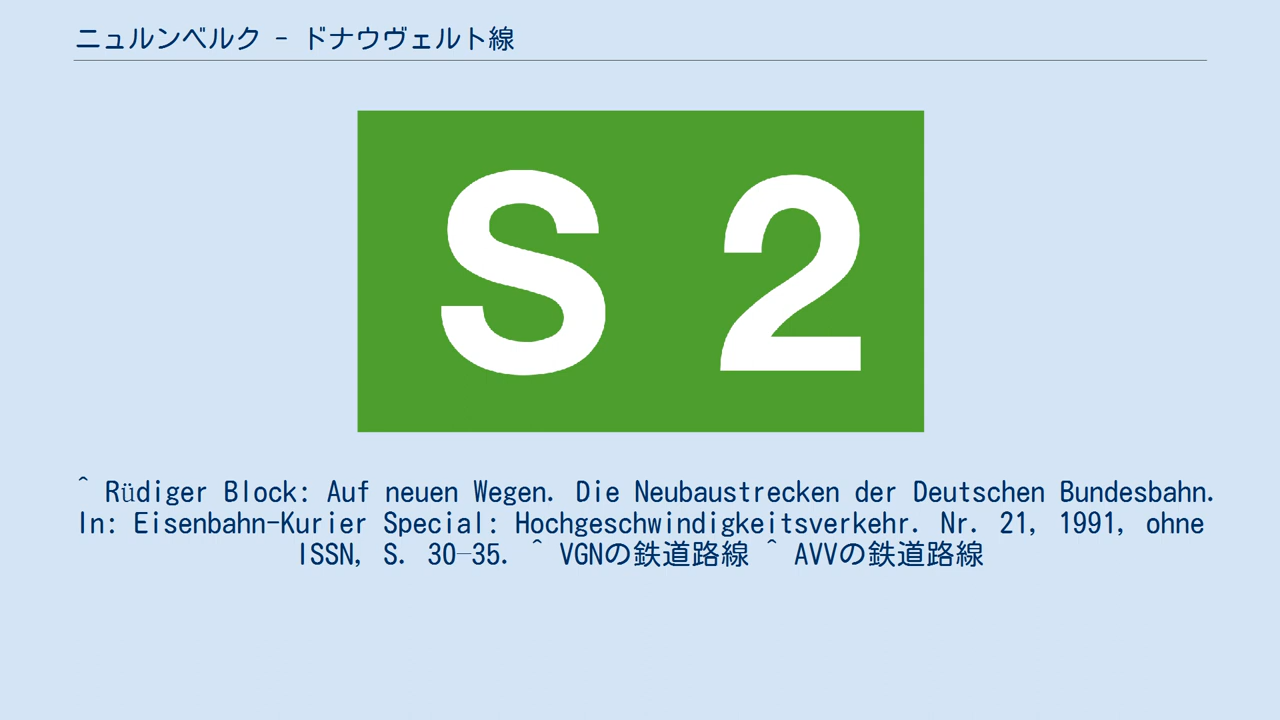 ニュルンベルク - ドナウヴェルト線
S 2
^ Rüdiger Block: Auf neuen Wegen. Die Neubaustrecken der Deutschen Bundesbahn.
In: Eisenbahn-Kurier Special: Hochgeschwindigkeitsverkehr. Nr. 21, 1991, ohne
ISSN, S. 30–35. ^ VGNの鉄道路線 ^ AVVの鉄道路線